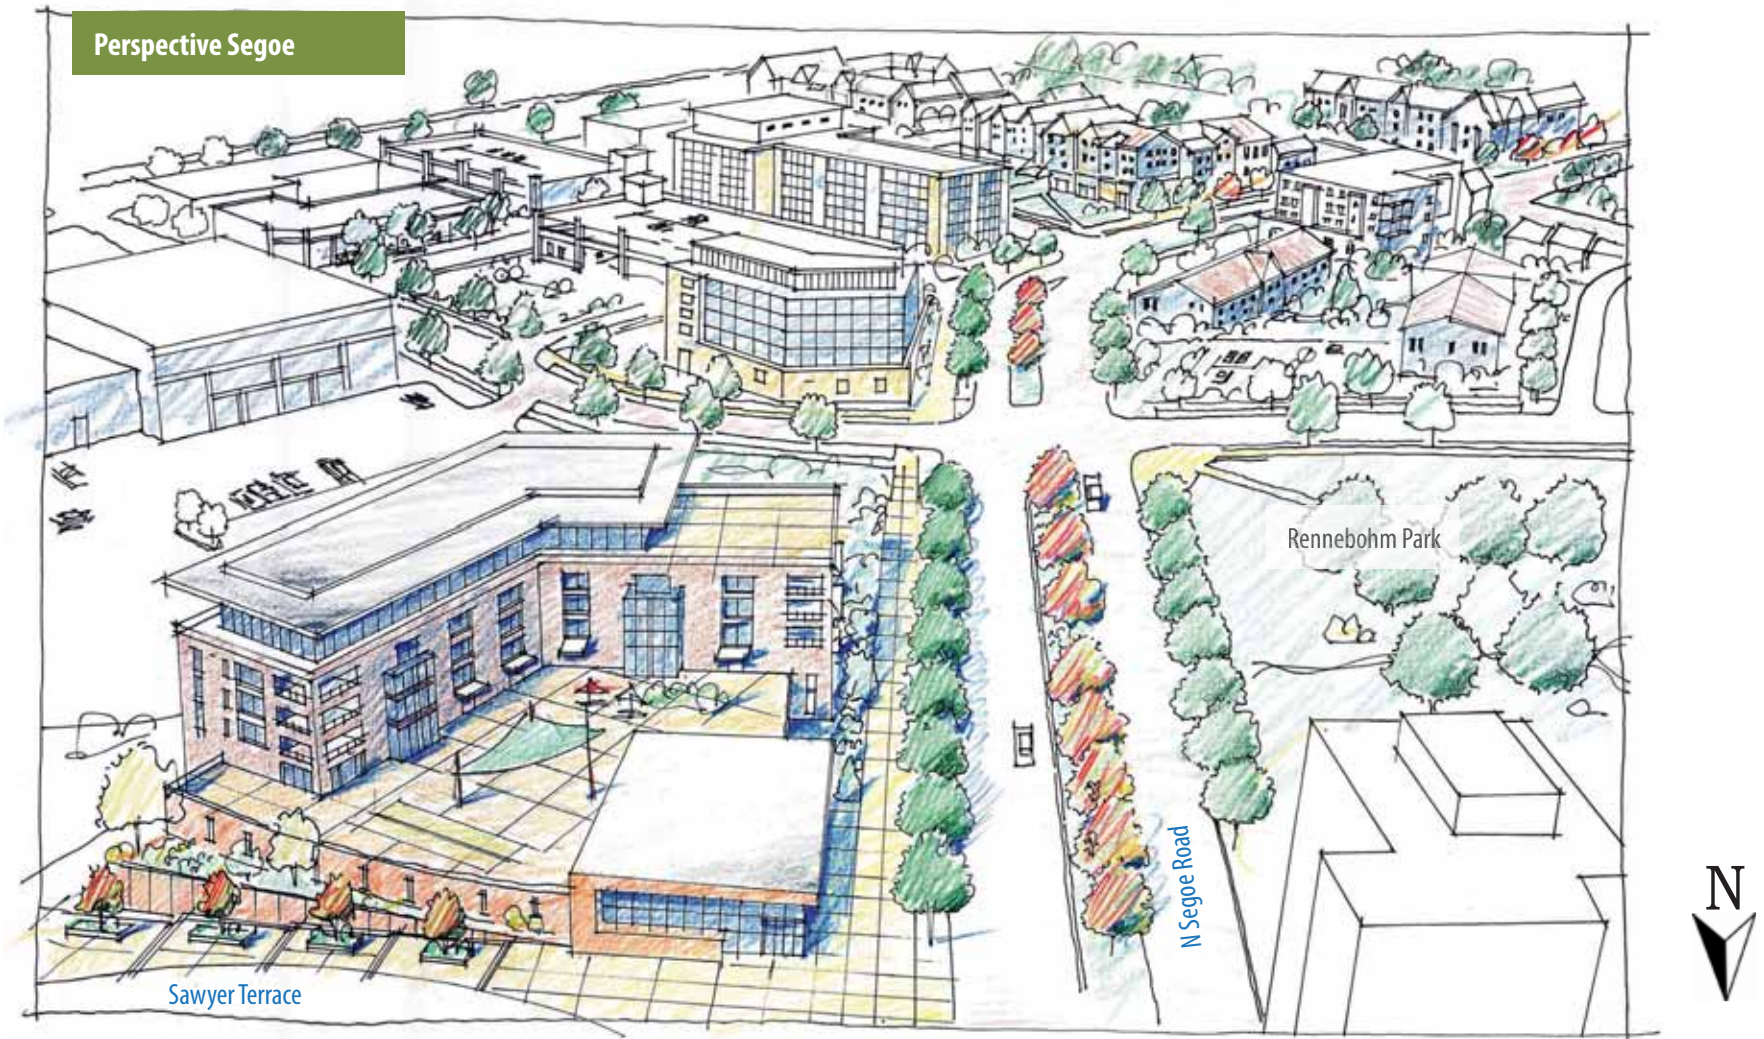 Perspective Segoe
Rennebohm Park
N Segoe Road
N
Sawyer Terrace